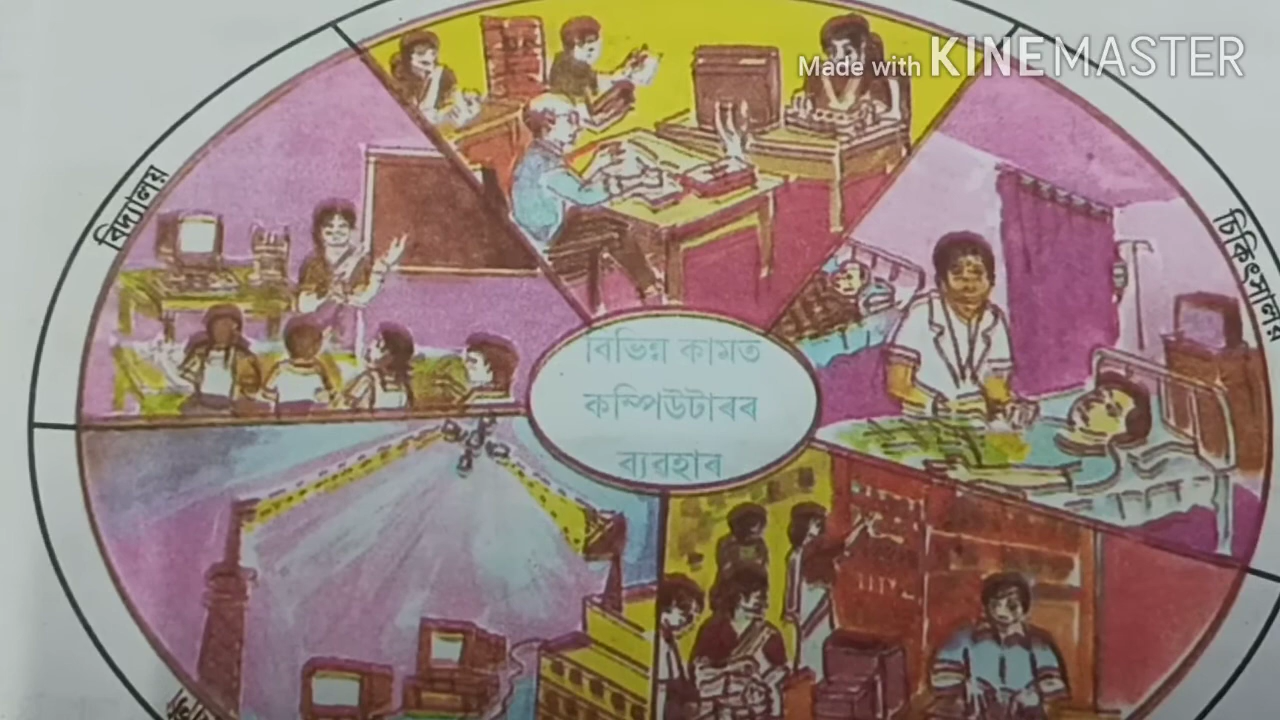 Made with KINEMASTER
বিদ্যালয়
চিকিৎসালয়
বিভিন্ন কামত
কম্পিউটাৰৰ
ব্যৱহাৰ